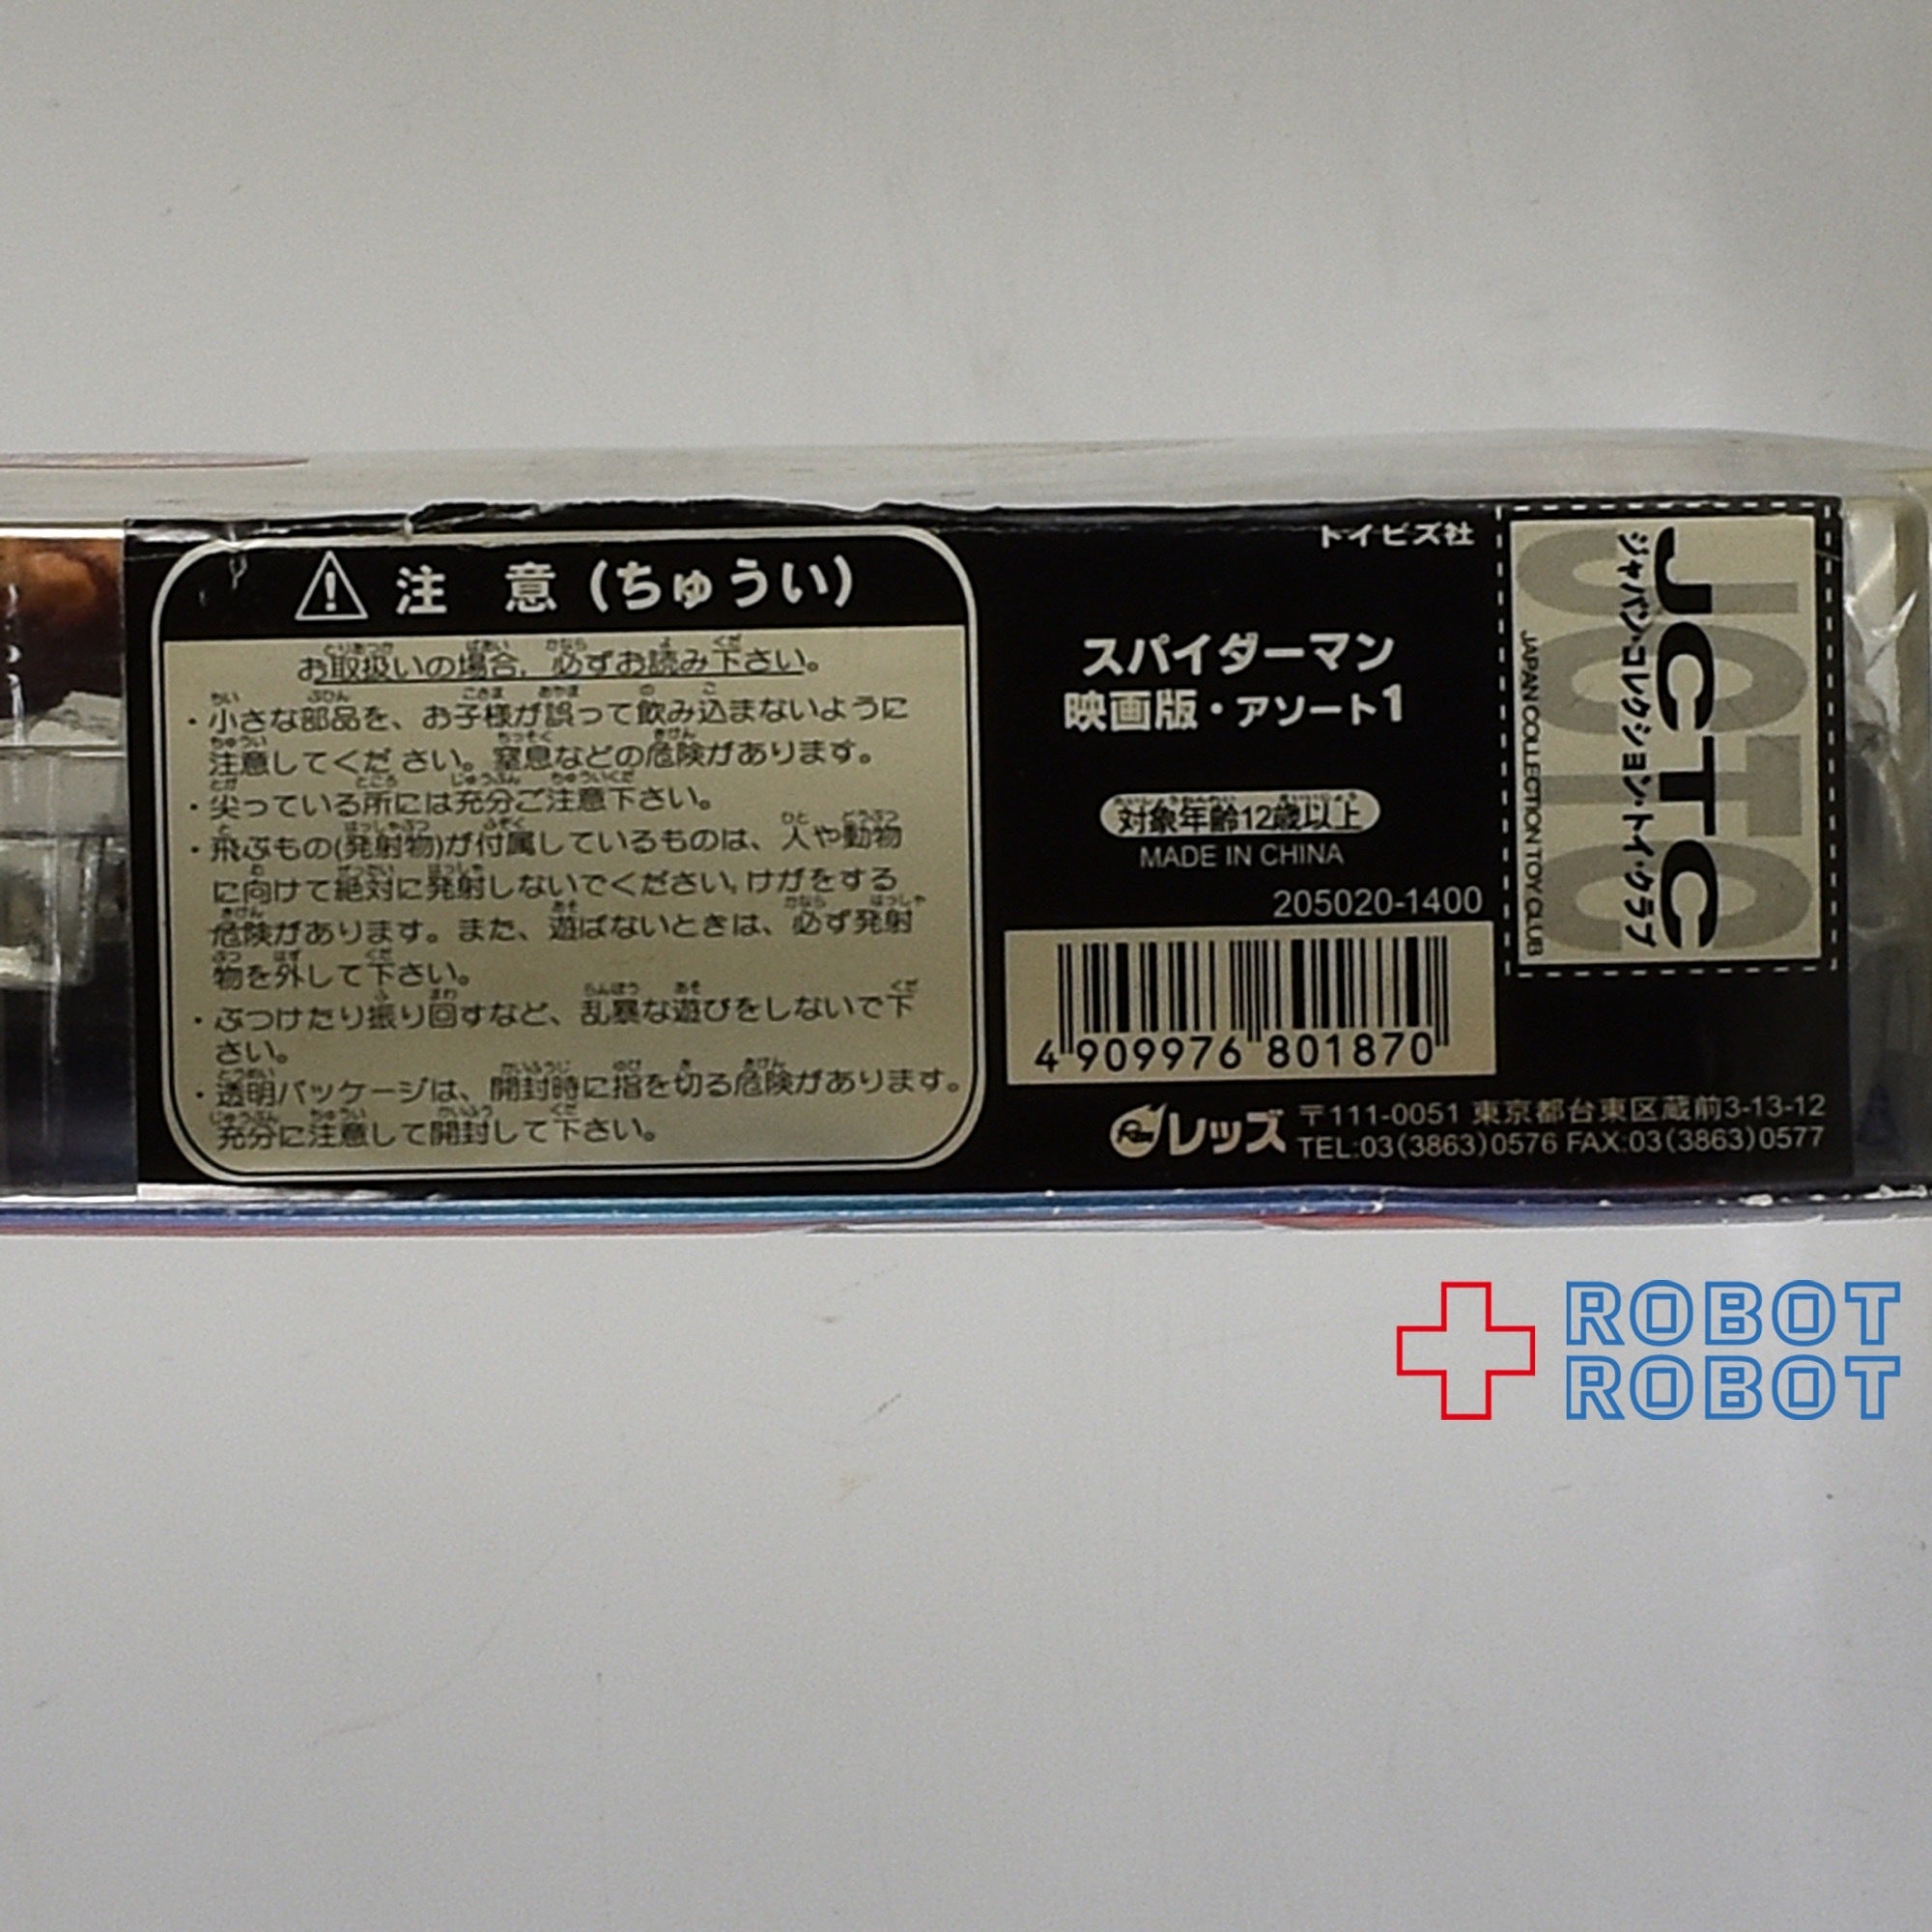 注 意 (ちゅうい)
お取扱いの場合、必ずお読み下さい。
・小さな部品を、お子様が誤って飲み込まないように
注意してくだ さい。窒息などの危険があります。
・尖っている所には充分ご注意下さい。
・飛ぶもの(発射物)が付属しているものは、人や動物
に向けて絶対に発射しないでください。けがをする
危険があります。また、遊ばないときは、必ず発射
物を外して下さい。
・ぶつけたり振り回すなど、乱暴な遊びをしないで下
さい。
・透明パッケージは、開封時に指を切る危険があります。
充分に注意して開封して下さい。
トイビズ社
スパイダーマン
映画版・アソート1
対象年齢12歳以上
MADE IN CHINA
205020-1400
4 909976 801870
レッズ
〒111-0051 東京都台東区蔵前3-13-12
TEL:03(3863)0576 FAX:03(3863)0577
JCTC
ジャパン・コレクション・トイ・クラブ
JCTC
JAPAN COLLECTION TOY CLUB
ROBOT
ROBOT